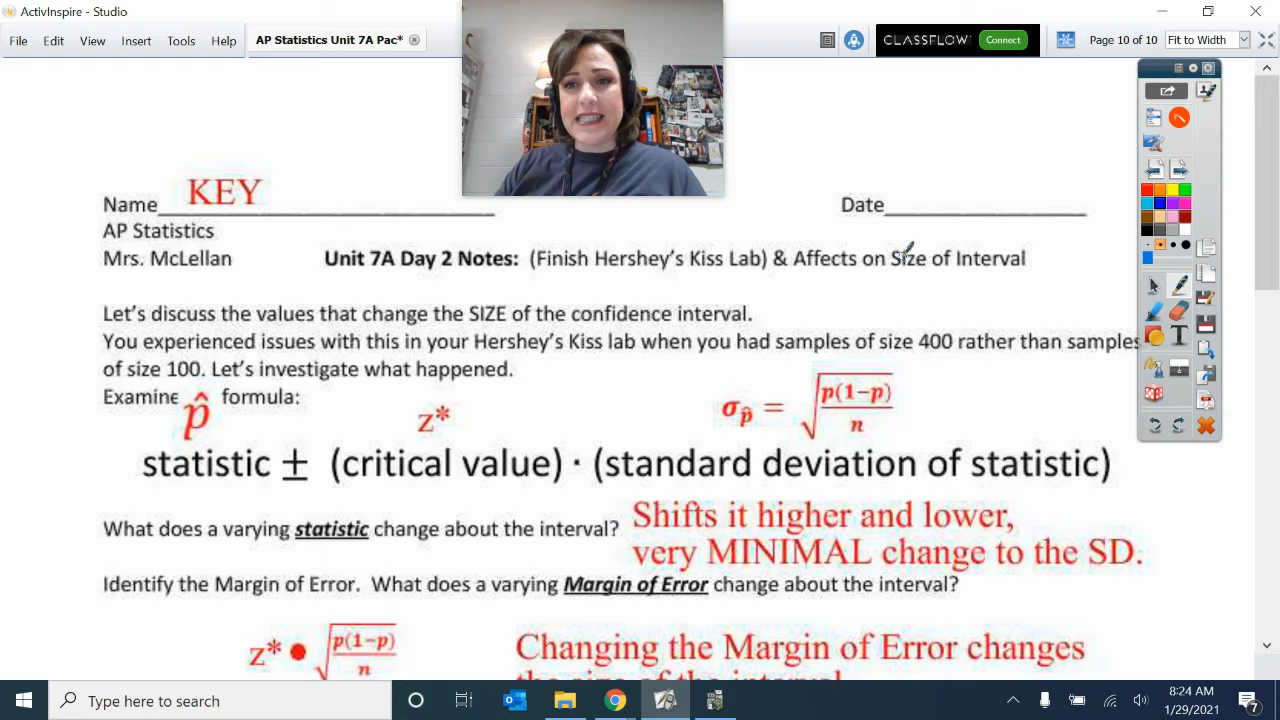 ActivInspire - Studio
File Edit View Insert Tools Help
AP Statistics Unit 7A Pac*
CLASSFLOW Connect
Page 10 of 10 Fit to Width
Name KEY
Date
AP Statistics
Mrs. McLellan Unit 7A Day 2 Notes: (Finish Hershey's Kiss Lab) & Affects on Size of Interval
Let's discuss the values that change the SIZE of the confidence interval.
You experienced issues with this in your Hershey's Kiss lab when you had samples of size 400 rather than samples
of size 100. Let's investigate what happened.
Examine formula:
p̂ z* σp̂ = √(p(1−p)/n)
statistic ± (critical value) · (standard deviation of statistic)
What does a varying statistic change about the interval? Shifts it higher and lower,
very MINIMAL change to the SD.
Identify the Margin of Error. What does a varying Margin of Error change about the interval?
z* • √(p(1−p)/n) Changing the Margin of Error changes
the size of the interval
Type here to search
8:24 AM
1/29/2021
7